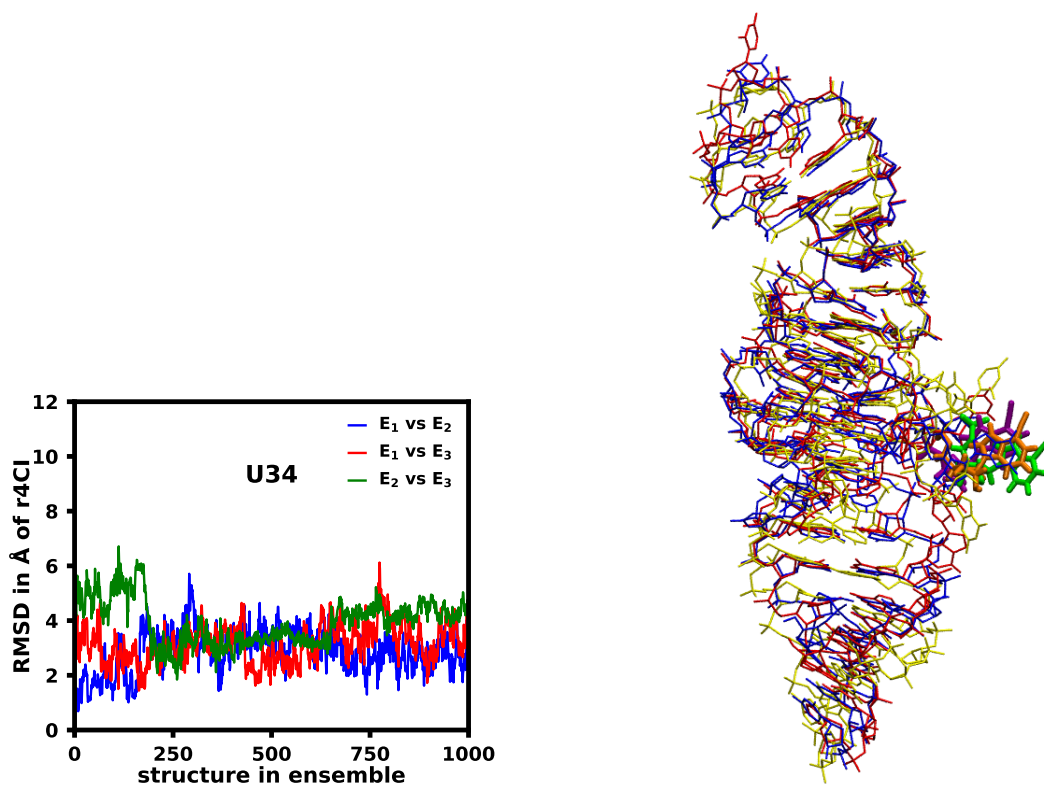 12
10
8
6
4
2
0
RMSD in Å of r4CI
E₁ vs E₂
E₁ vs E₃
E₂ vs E₃
U34
0 250 500 750 1000
structure in ensemble